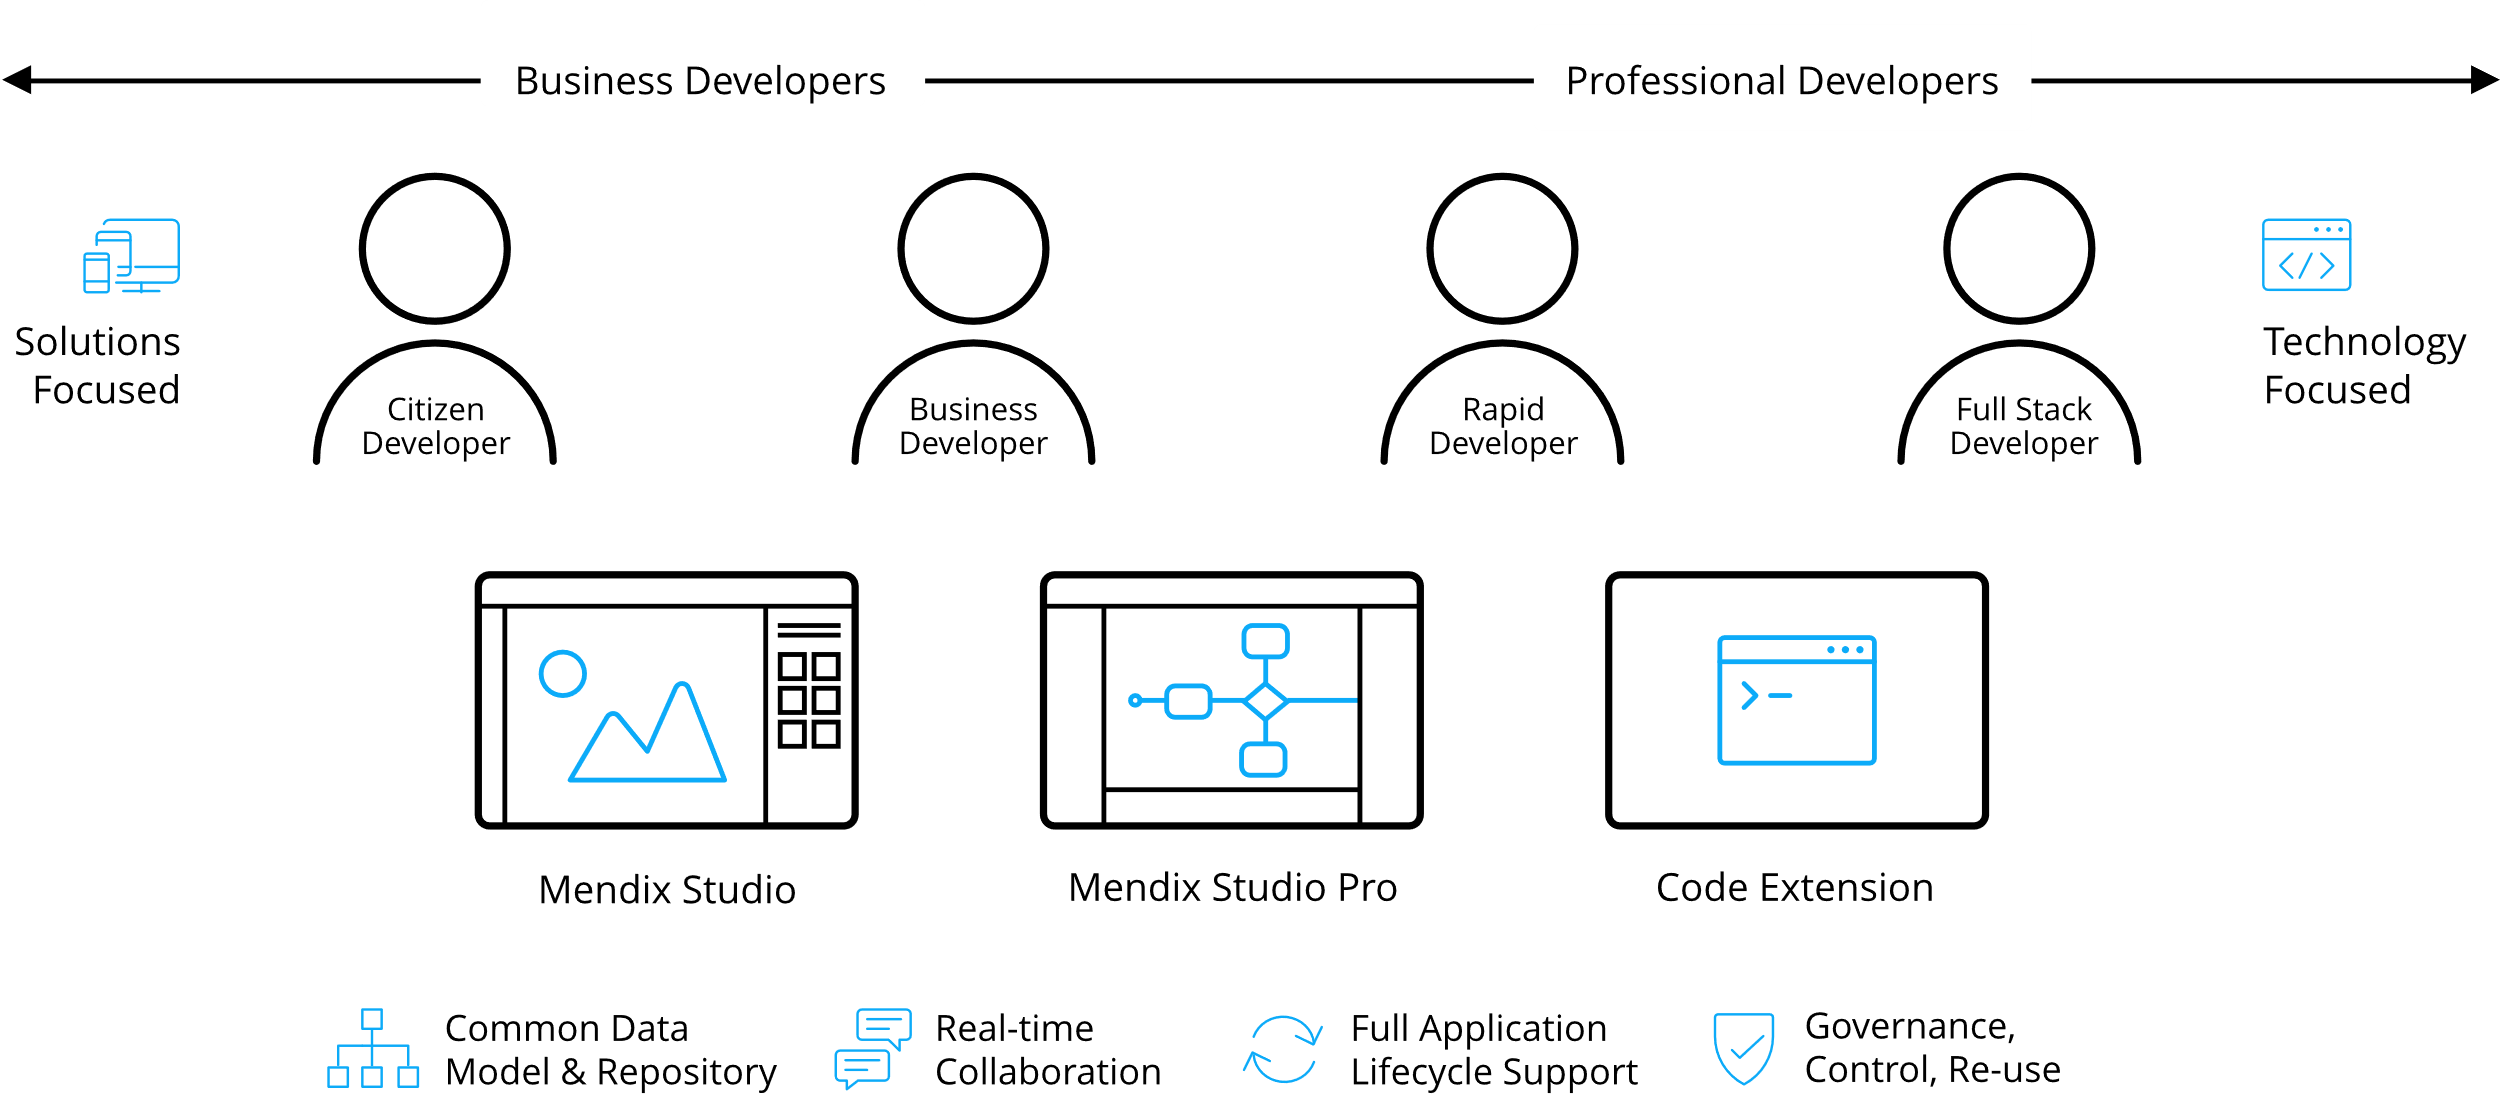 Business Developers
Professional Developers
Solutions
Focused
Citizen
Developer
Business
Developer
Rapid
Developer
Full Stack
Developer
Technology
Focused
Mendix Studio
Mendix Studio Pro
Code Extension
Common Data
Model & Repository
Real-time
Collaboration
Full Application
Lifecycle Support
Governance,
Control, Re-use